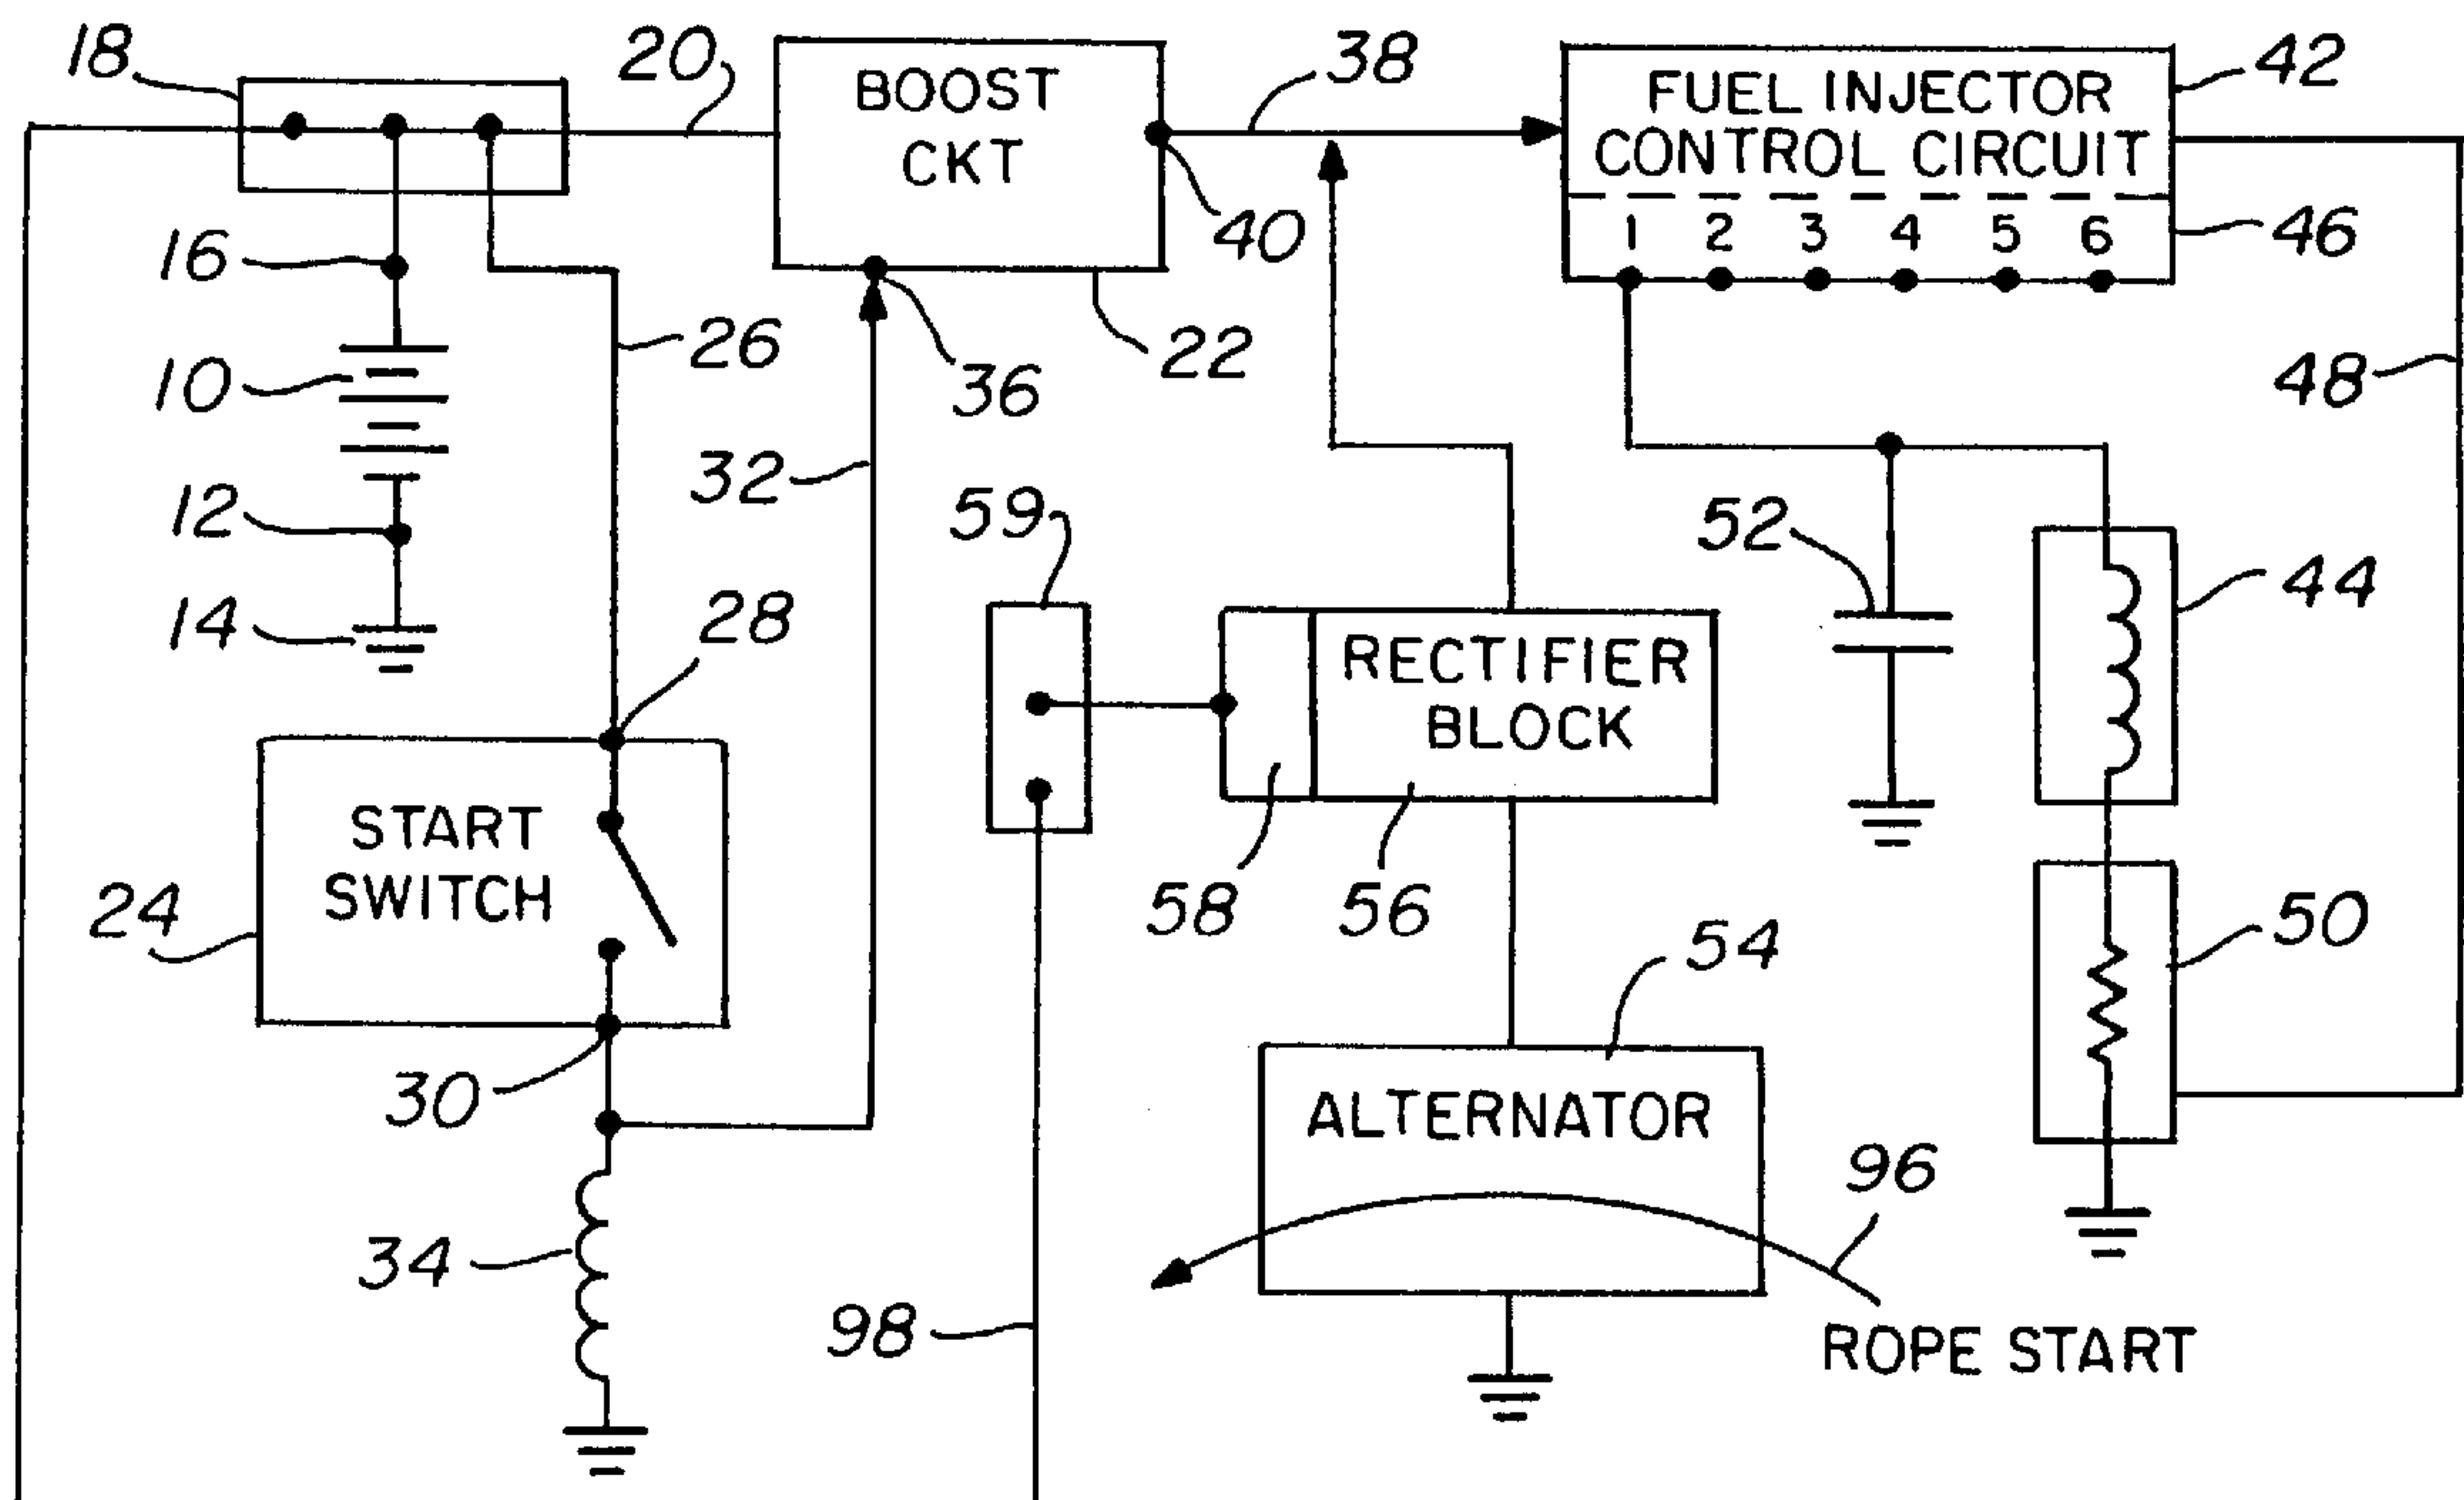 18
20
BOOST
CKT
38
FUEL INJECTOR
CONTROL CIRCUIT
42
1 2 3 4 5 6
46
16
40
26
22
10
36
48
32
12
59
52
14
28
44
RECTIFIER
BLOCK
START
SWITCH
24
58
56
54
50
30
ALTERNATOR
96
34
98
ROPE START